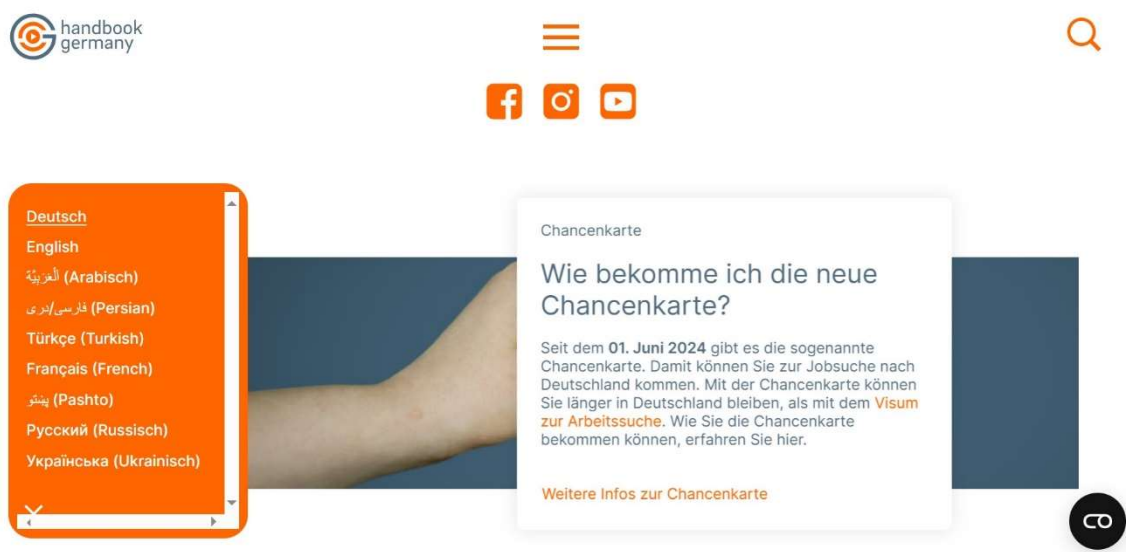 handbook
germany
Deutsch
English
الْعَرَبِيَّة (Arabisch)
فارسی/دری (Persian)
Türkçe (Turkish)
Français (French)
پښتو (Pashto)
Русский (Russisch)
Українська (Ukrainisch)
Chancenkarte
Wie bekomme ich die neue
Chancenkarte?
Seit dem 01. Juni 2024 gibt es die sogenannte
Chancenkarte. Damit können Sie zur Jobsuche nach
Deutschland kommen. Mit der Chancenkarte können
Sie länger in Deutschland bleiben, als mit dem Visum
zur Arbeitssuche. Wie Sie die Chancenkarte
bekommen können, erfahren Sie hier.
Weitere Infos zur Chancenkarte